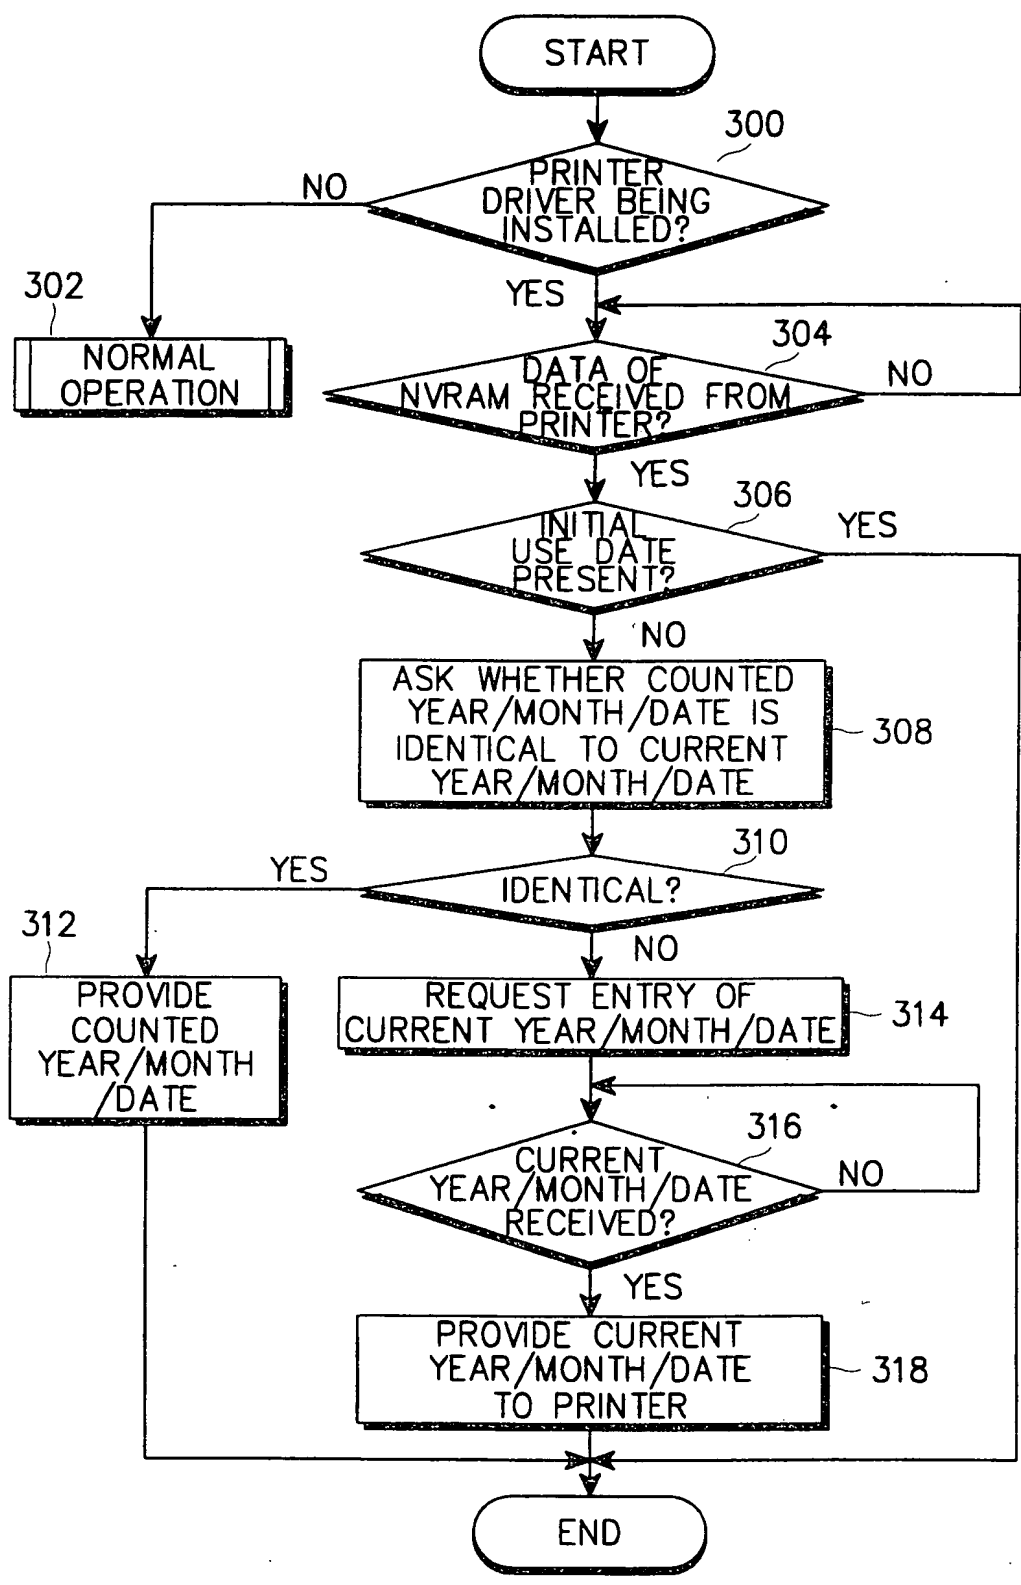 START
300
PRINTER
DRIVER BEING
INSTALLED?
NO
YES
302
NORMAL
OPERATION
304
DATA OF
NVRAM RECEIVED FROM
PRINTER?
NO
YES
306
INITIAL
USE DATE
PRESENT?
YES
NO
ASK WHETHER COUNTED
YEAR/MONTH/DATE IS
IDENTICAL TO CURRENT
YEAR/MONTH/DATE
308
310
IDENTICAL?
YES
NO
312
PROVIDE
COUNTED
YEAR/MONTH
/DATE
REQUEST ENTRY OF
CURRENT YEAR/MONTH/DATE
314
316
CURRENT
YEAR/MONTH/DATE
RECEIVED?
NO
YES
PROVIDE CURRENT
YEAR/MONTH/DATE
TO PRINTER
318
END